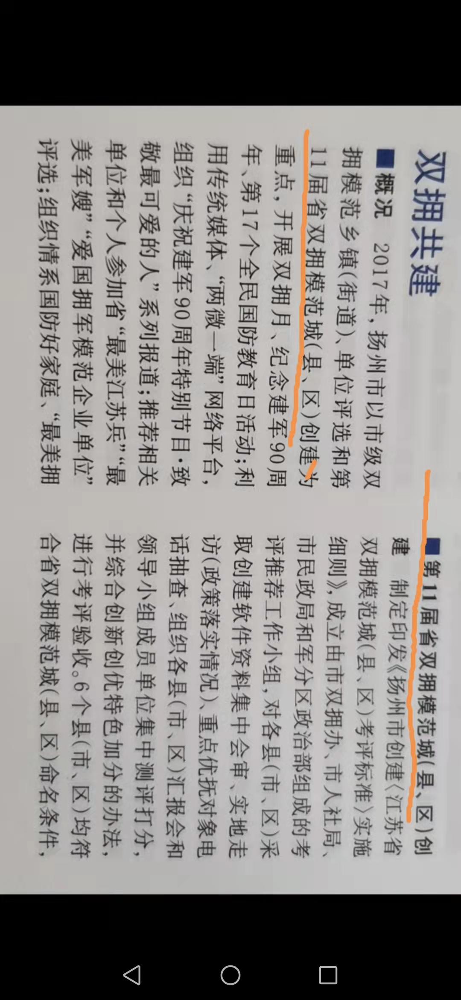 双拥共建
■ 概况　2017年，扬州市以市级双
拥模范乡镇(街道)、单位评选和第
11届省双拥模范城(县、区)创建为
重点，开展双拥月、纪念建军90周
年、第17个全民国防教育日活动；利
用传统媒体、“两微一端”网络平台，
组织“庆祝建军90周年特别节目·致
敬最可爱的人”系列报道；推荐相关
单位和个人参加省“最美江苏兵”“最
美军嫂”“爱国拥军模范企业单位”
评选；组织情系国防好家庭、“最美拥
■ 第11届省双拥模范城(县、区)创
建　制定印发《扬州市创建〈江苏省
双拥模范城(县、区)考评标准〉实施
细则》，成立由市双拥办、市人社局、
市民政局和军分区政治部组成的考
评推荐工作小组，对各县(市、区)采
取创建软件资料集中会审、实地走
访(政策落实情况)、重点优抚对象电
话抽查、组织各县(市、区)汇报会和
领导小组成员单位集中测评打分，
并综合创新创优特色加分的办法，
进行考评验收。6个县(市、区)均符
合省双拥模范城(县、区)命名条件，